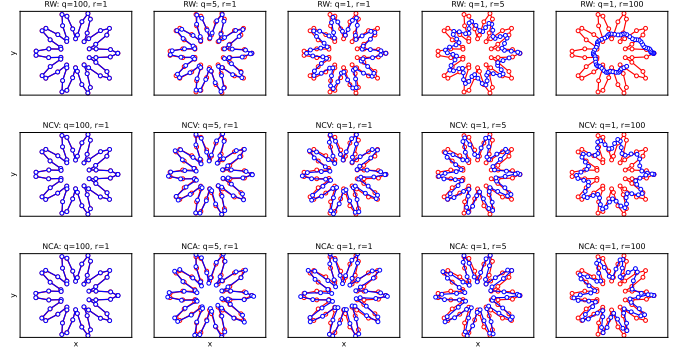 RW: q=100, r=1
RW: q=5, r=1
RW: q=1, r=1
RW: q=1, r=5
RW: q=1, r=100
y
NCV: q=100, r=1
NCV: q=5, r=1
NCV: q=1, r=1
NCV: q=1, r=5
NCV: q=1, r=100
y
NCA: q=100, r=1
NCA: q=5, r=1
NCA: q=1, r=1
NCA: q=1, r=5
NCA: q=1, r=100
y
x
x
x
x